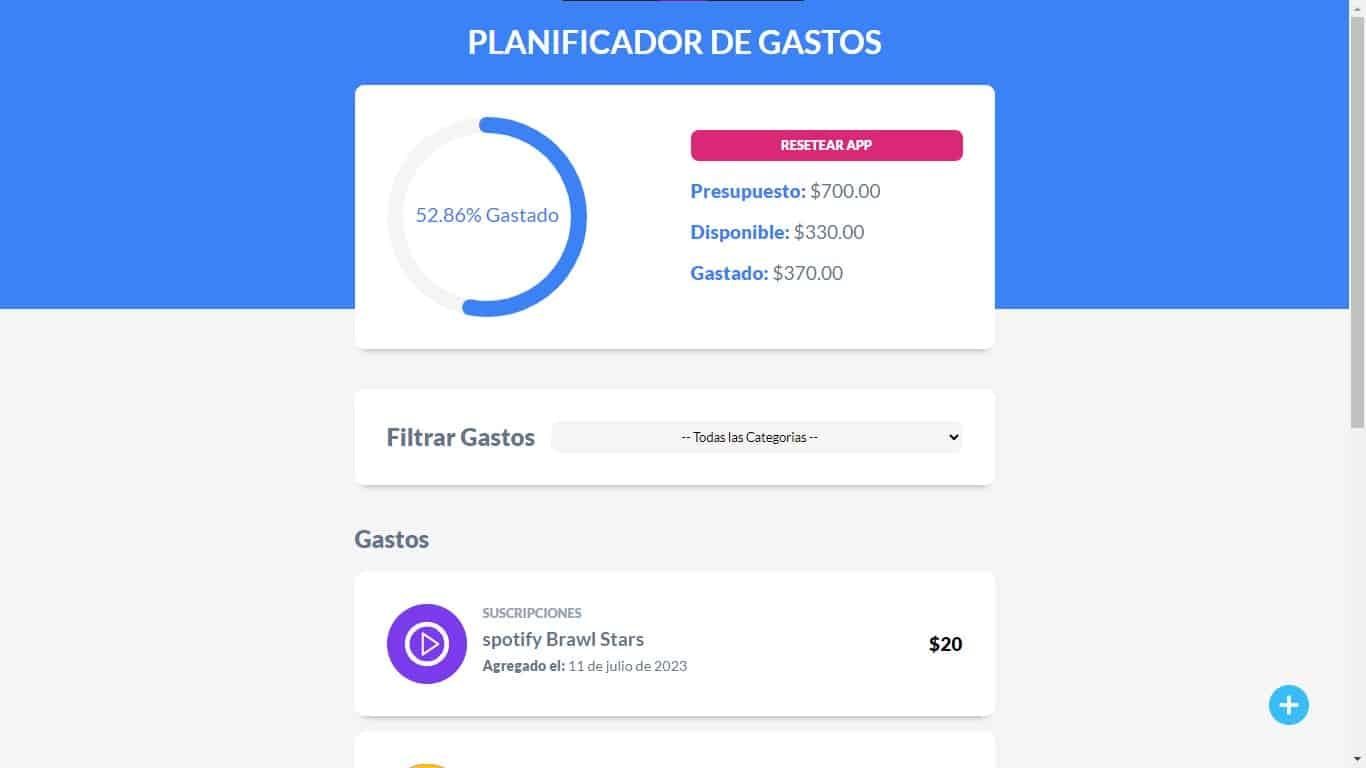 PLANIFICADOR DE GASTOS
52.86% Gastado
RESETEAR APP
Presupuesto: $700.00
Disponible: $330.00
Gastado: $370.00
Filtrar Gastos
-- Todas las Categorias --
Gastos
SUSCRIPCIONES
spotify Brawl Stars
Agregado el: 11 de julio de 2023
$20